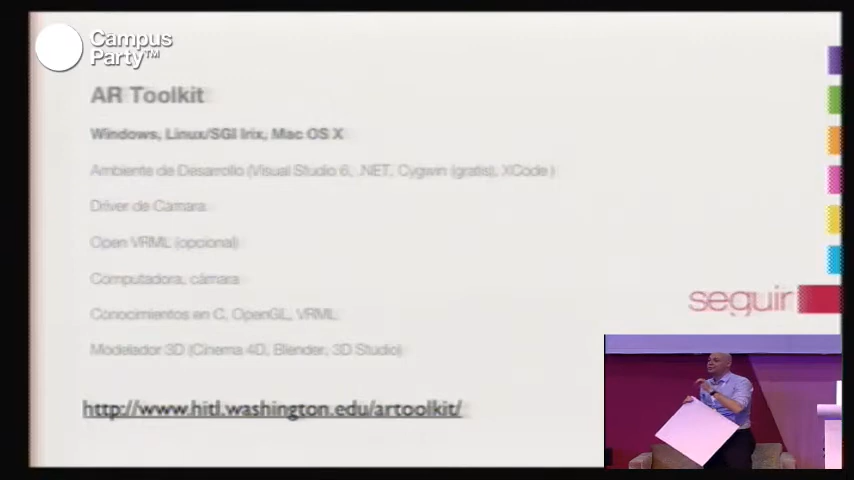 Campus
Party™
AR Toolkit
Windows, Linux/SGI Irix, Mac OS X
Ambiente de Desarrollo (Visual Studio 6, .NET, Cygwin (gratis), XCode )
Driver de Camara
Open VRML (opcional)
Computadora, cámara
Conocimientos en C, OpenGL, VRML
Modelador 3D (Cinema 4D, Blender, 3D Studio)
seguir
http://www.hitl.washington.edu/artoolkit/